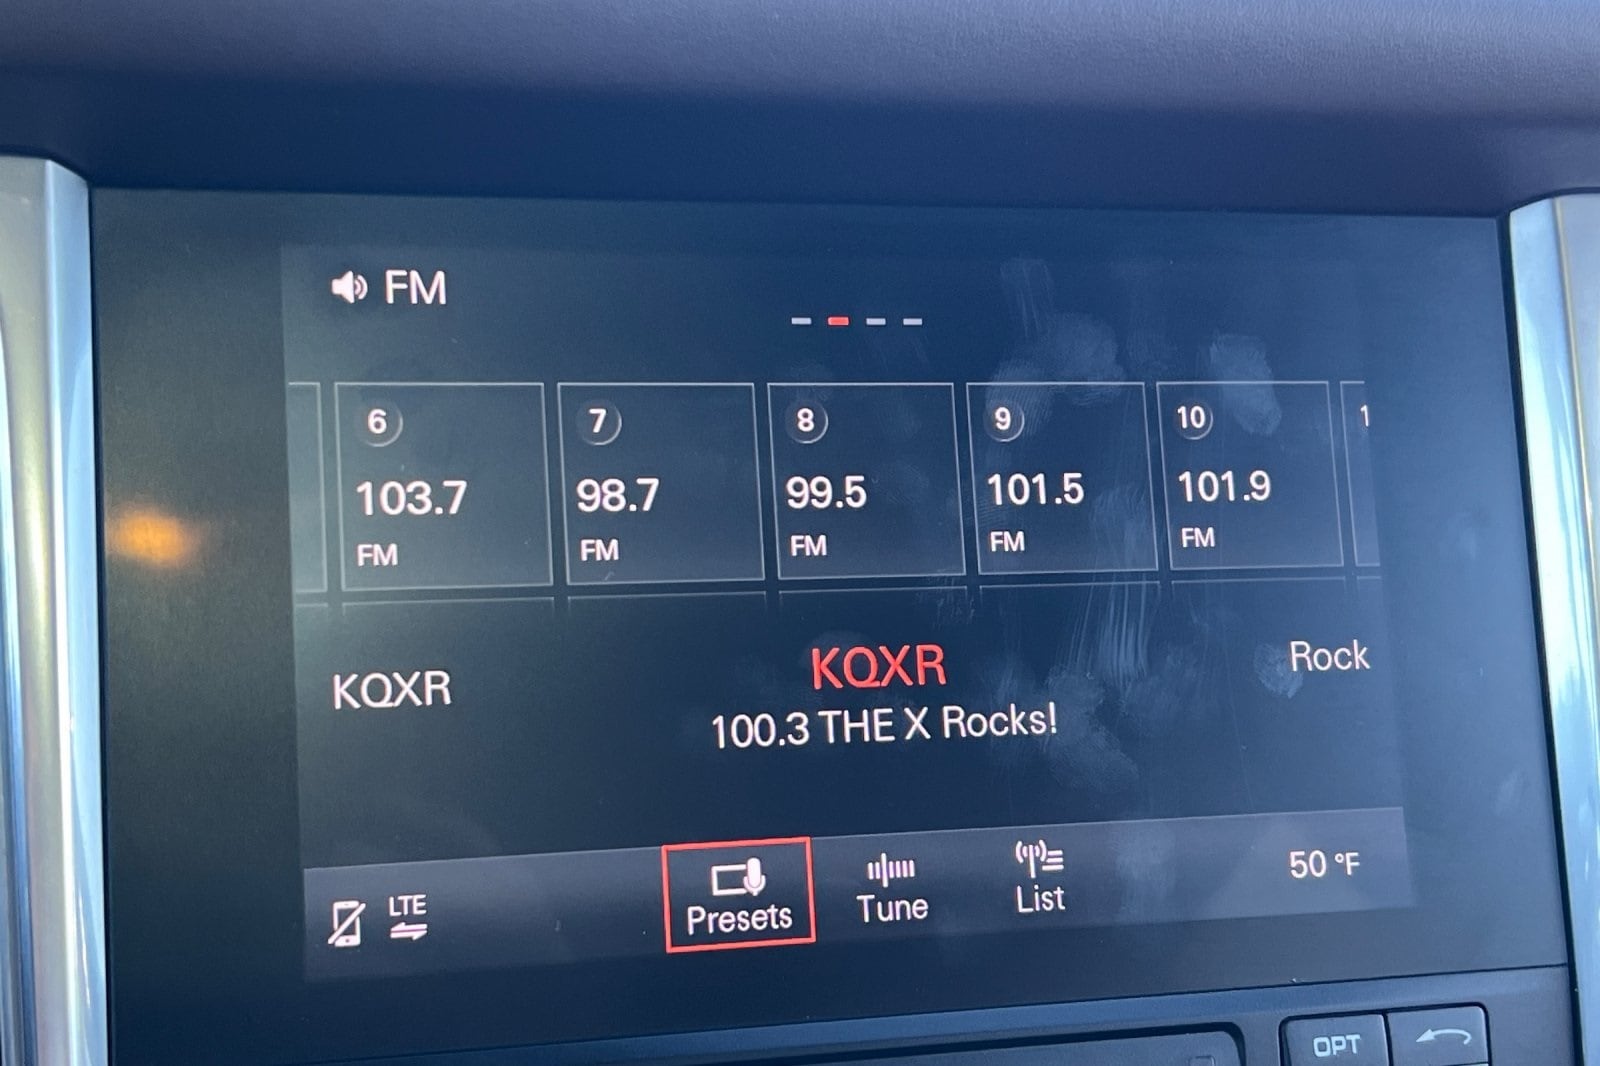 FM
6 7 8 9 10 1
103.7 98.7 99.5 101.5 101.9
FM FM FM FM FM
KQXR KQXR Rock
100.3 THE X Rocks!
LTE Presets Tune List 50 °F
OPT